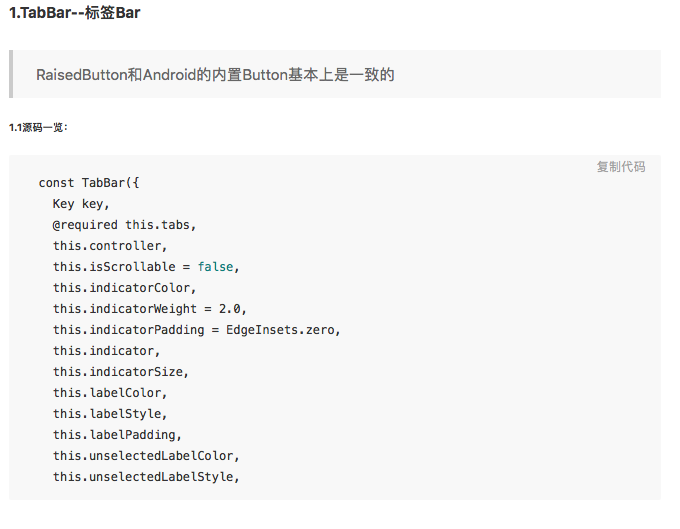 1.TabBar--标签Bar
RaisedButton和Android的内置Button基本上是一致的
1.1源码一览：
复制代码
const TabBar({
Key key,
@required this.tabs,
this.controller,
this.isScrollable = false,
this.indicatorColor,
this.indicatorWeight = 2.0,
this.indicatorPadding = EdgeInsets.zero,
this.indicator,
this.indicatorSize,
this.labelColor,
this.labelStyle,
this.labelPadding,
this.unselectedLabelColor,
this.unselectedLabelStyle,